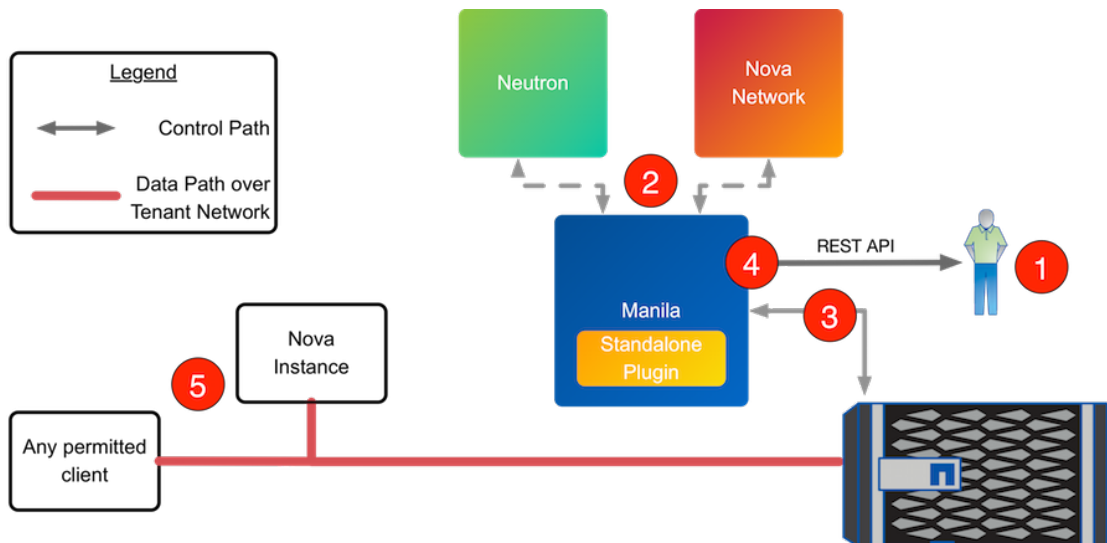 Legend
Control Path
Data Path over
Tenant Network
Neutron
Nova
Network
2
4
REST API
1
Manila
3
Standalone
Plugin
Nova
Instance
5
Any permitted
client